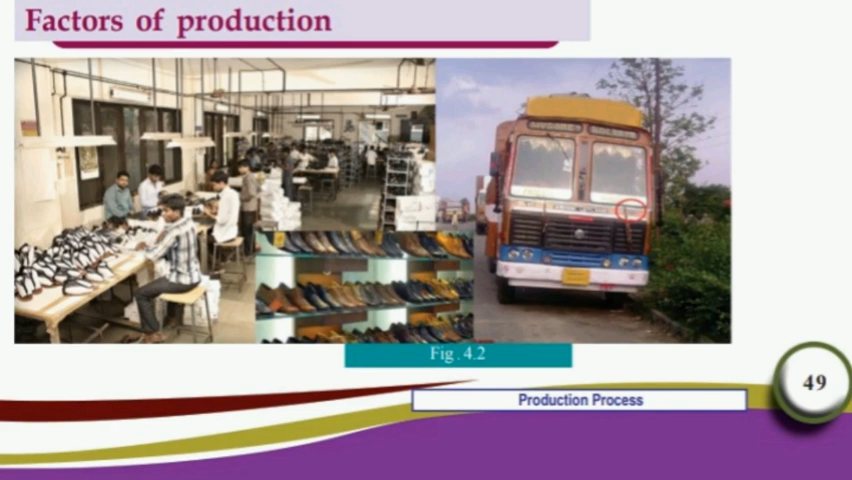 Factors of production
Fig. 4.2
49
Production Process